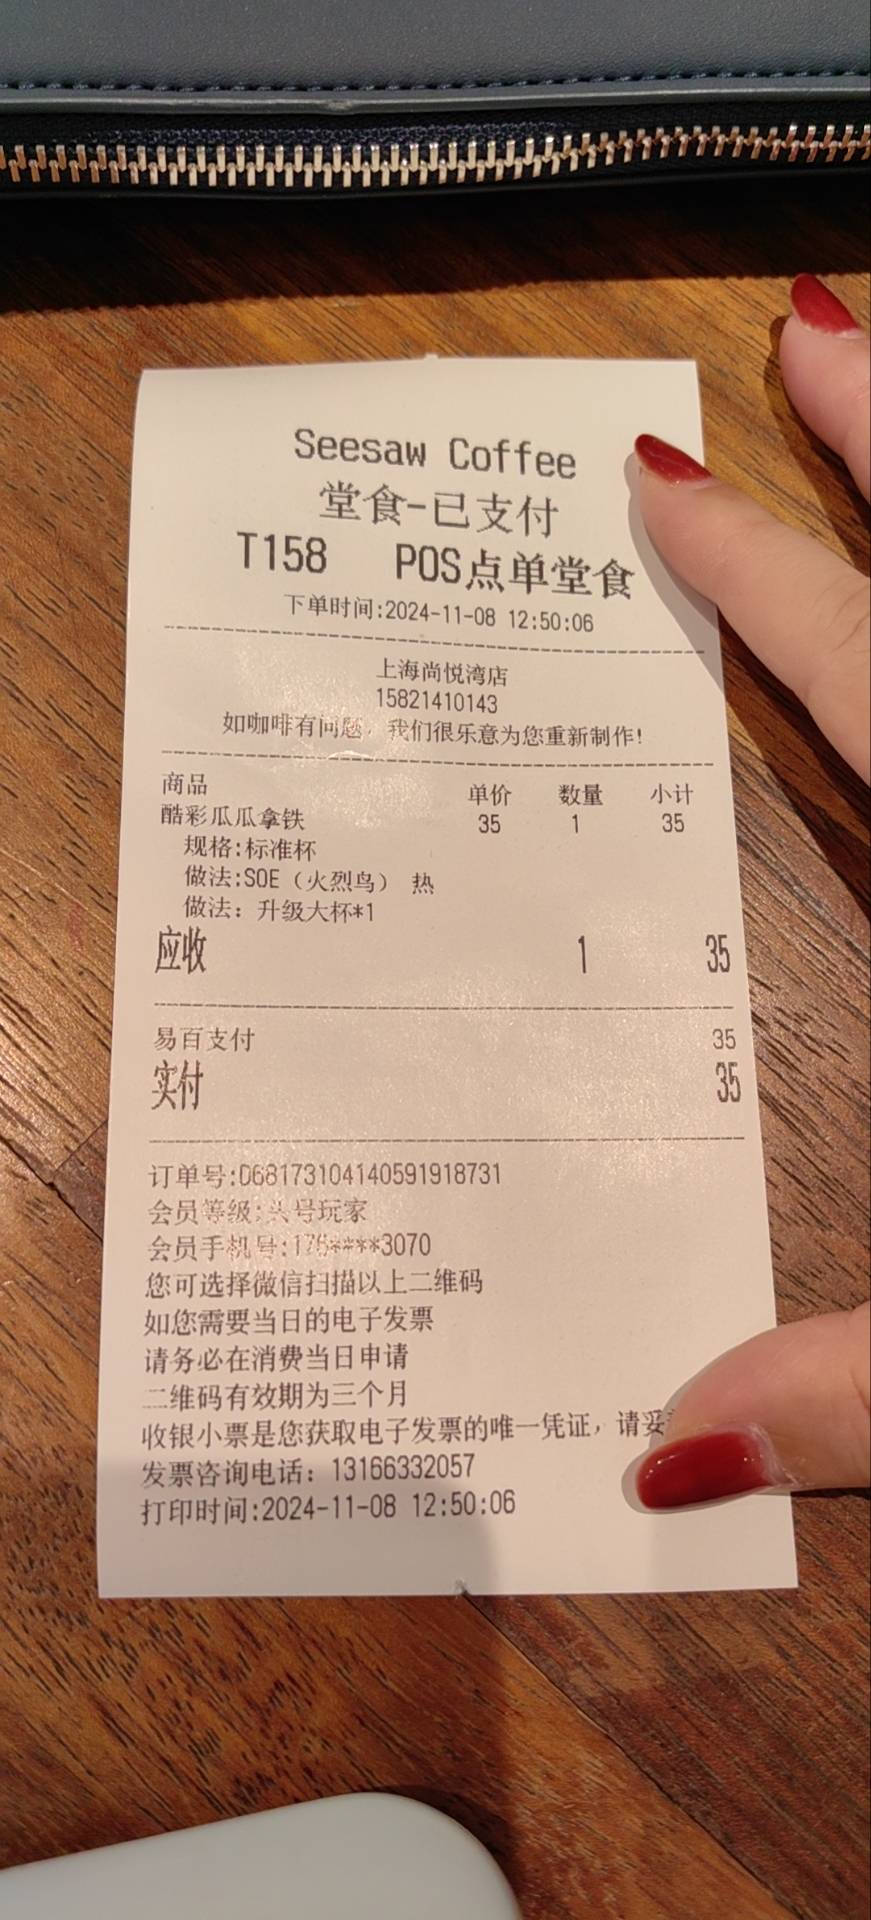 Seesaw Coffee
堂食-已支付
T158 POS点单堂食
下单时间:2024-11-08 12:50:06
上海尚悦湾店
15821410143
如咖啡有问题，我们很乐意为您重新制作!
商品 单价 数量 小计
酷彩瓜瓜拿铁 35 1 35
规格:标准杯
做法:SOE（火烈鸟） 热
做法：升级大杯*1
应收 1 35
易百支付 35
实付 35
订单号:D681731041405919187​31
会员等级:头号玩家
会员手机号:176****3070
您可选择微信扫描以上二维码
如您需要当日的电子发票
请务必在消费当日申请
二维码有效期为三个月
收银小票是您获取电子发票的唯一凭证，请妥
发票咨询电话：13166332057
打印时间:2024-11-08 12:50:06